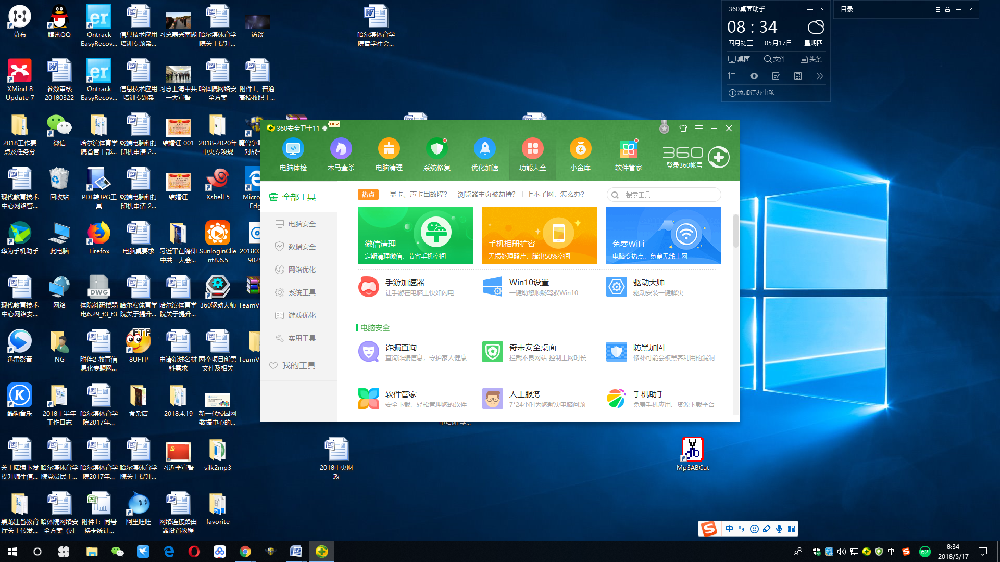 幕布
腾讯QQ
Ontrack
EasyRecov...
信息技术应用
培训专题系...
习总嘉兴南湖
哈尔滨体育学
院关于提升...
访谈
哈尔滨体育学
院哲学社会...
XMind 8
Update 7
参数审核
20180322
Ontrack
EasyRecov...
信息技术应用
培训专题系
习总上海中共
一大宣誓
哈体院网络安
全方案
附件1、普通
高校教职工...
2018工作要
点及任务分
微信
哈尔滨体育学
院省管干部...
终端电脑和打
印机申请 2...
结婚证 001
2018-2020年
中央专项规
魔兽争霸
对战平
现代教育技术
中心网络管...
回收站
PDF转JPG工
具
终端电脑和打
印机申请 2...
结婚证
Xshell 5
Micro
Edg
华为手机助手
此电脑
Firefox
电脑桌要求
习近平在瞻仰
中共一大会...
SunloginClie
nt8.6.5
201803
9025
现代教育技术
中心网络安...
网络
DWG
体院科研楼弱
电6.29_t3_t3
哈尔滨体育学
院关于提升...
哈尔滨体育学
院关于提升...
360驱动大师
TeamVi
迅雷影音
NG
附件2 教育信
息化专题网...
FTP
8UFTP
申请新域名材
料需求
两个项目所需
文件及相关
TeamVi
酷狗音乐
2018上半年
工作日志
哈尔滨体育学
院2017年...
食杂店
2018.4.19
新一代校园网
数据中心的...
关于陆续下发
提升师生信...
哈尔滨体育学
院党员民主...
哈尔滨体育学
院2017年...
哈尔滨体育学
院关于提升...
习近平宣誓
silk2mp3
2018中央财
政
Mp3ABCut
黑龙江省教育
厅关于转发...
哈体院网络安
全方案（讨
附件1：同号
换卡统计...
阿里旺旺
网络连接路由
器设置教程
favorite
360桌面助手
08 : 34
四月初三 05月17日 星期四
桌面 文件 头条
添加待办事项
目录
360安全卫士11
NEW
电脑体检
木马查杀
电脑清理
系统修复
优化加速
功能大全
小金库
软件管家
360
登录360帐号
全部工具
电脑安全
数据安全
网络优化
系统工具
游戏优化
实用工具
我的工具
热点 显卡、声卡出故障？ 浏览器主页被劫持？ 上不了网，怎么办？
搜索工具
微信清理
定期清理微信，节省手机空间
手机相册扩容
无损处理照片，腾出50%空间
免费WiFi
电脑变热点，免费无线上网
手游加速器
让手游在电脑上快如闪电
Win10设置
一键助您顺畅驾驭Win10
驱动大师
驱动安装一键解决
电脑安全
诈骗查询
查询诈骗信息，守护家人健康
奇未安全桌面
拦截不良网站 控制上网时长
防黑加固
修补可能会被黑客利用的漏洞
软件管家
安全下载、轻松管理您的软件
人工服务
7*24小时为您解决电脑问题
手机助手
免费手机应用、资源下载平台
中
中
62
8:34
2018/5/17